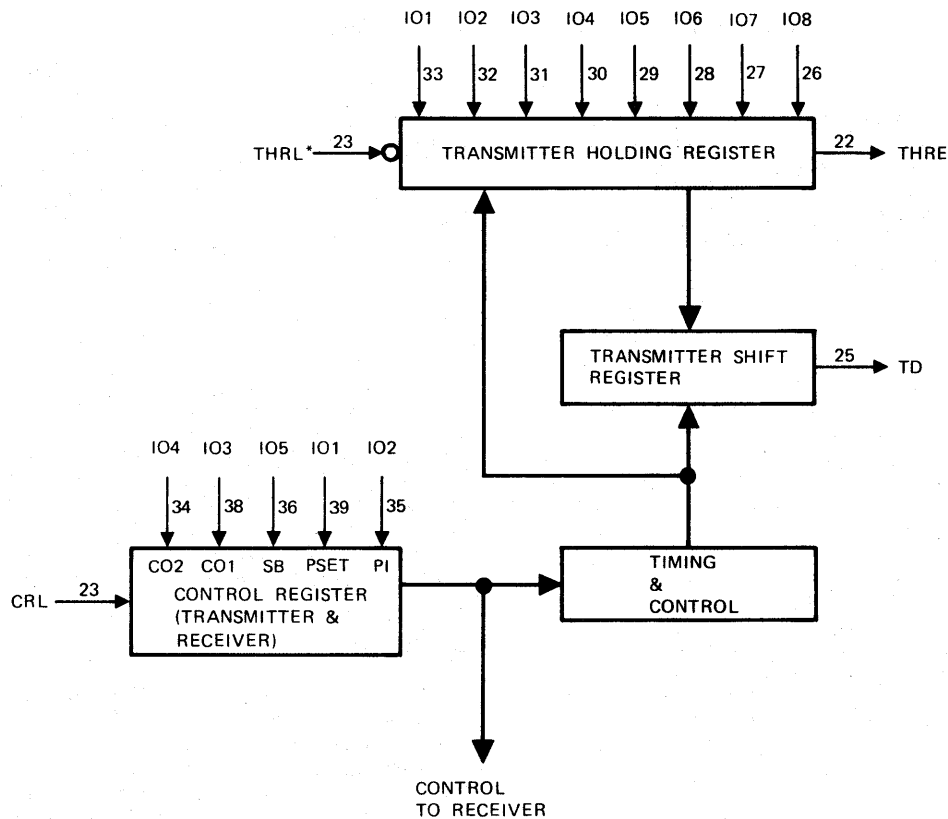 IO1 IO2 IO3 IO4 IO5 IO6 IO7 IO8
33 32 31 30 29 28 27 26
THRL* 23 TRANSMITTER HOLDING REGISTER 22 THRE
TRANSMITTER SHIFT
REGISTER
25 TD
IO4 IO3 IO5 IO1 IO2
34 38 36 39 35
CO2 CO1 SB PSET PI
CRL 23 CONTROL REGISTER
(TRANSMITTER &
RECEIVER)
TIMING
&
CONTROL
CONTROL
TO RECEIVER